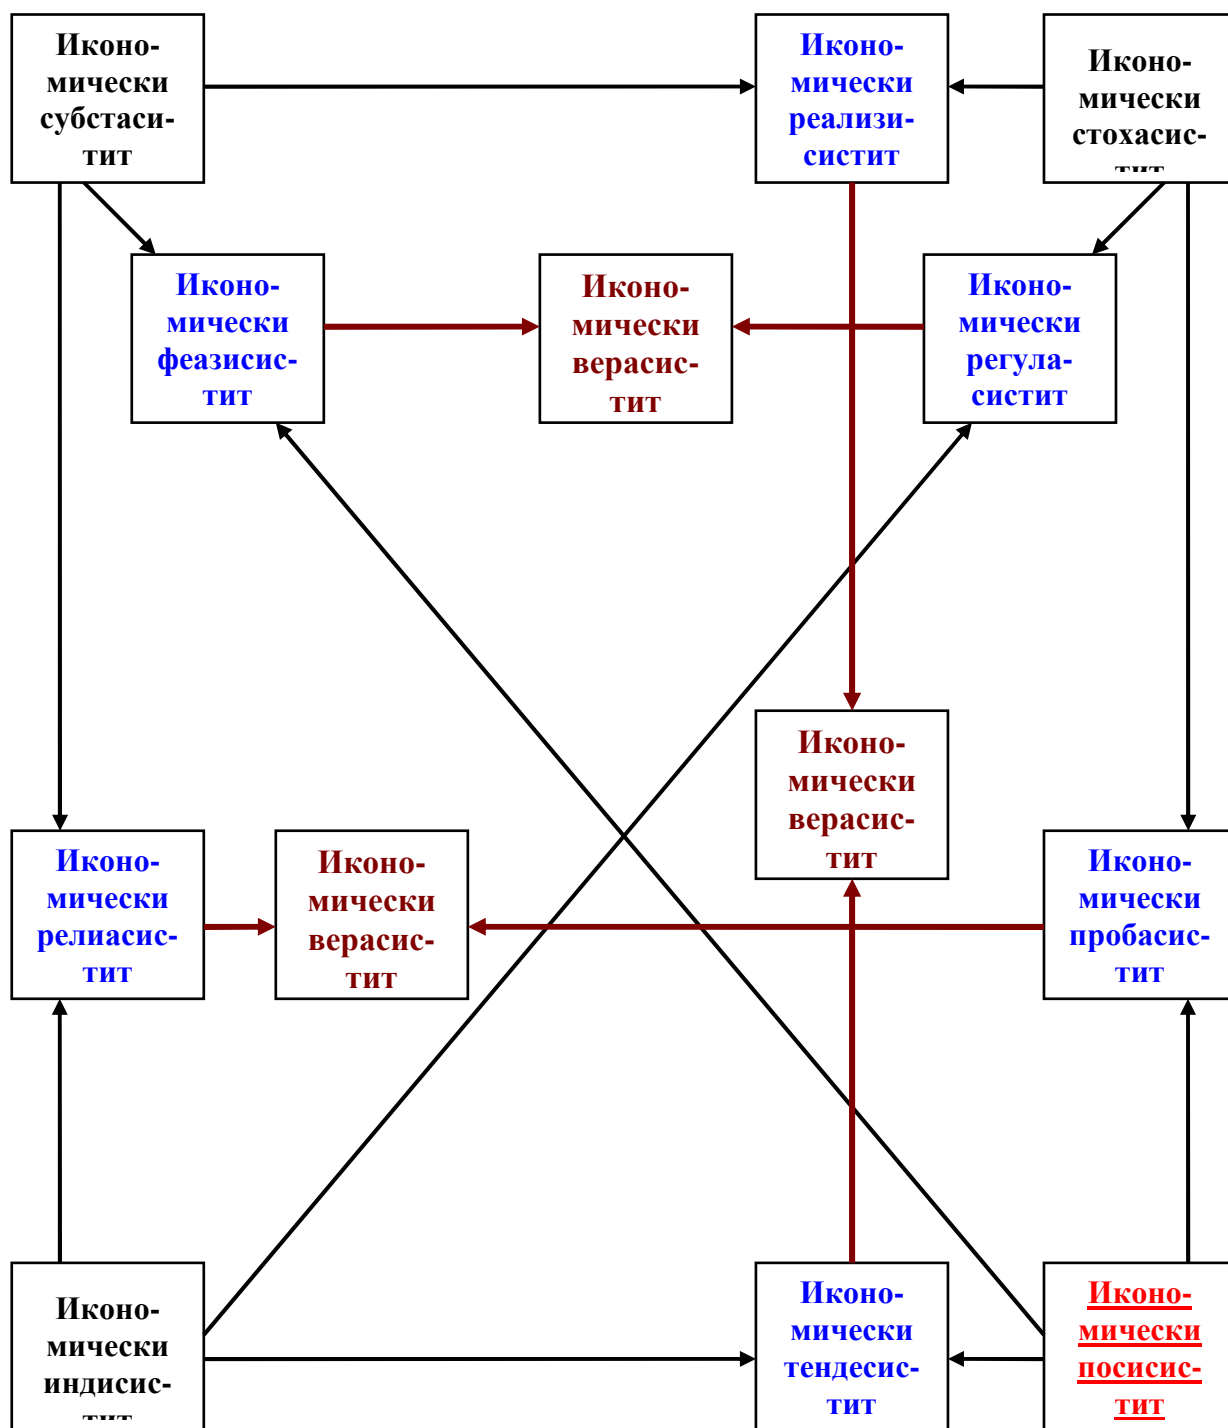 Иконо-
мически
субстаси-
тит
Иконо-
мически
реализи-
систит
Иконо-
мически
стохасис-
тит
Иконо-
мически
феазисис-
тит
Иконо-
мически
верасис-
тит
Иконо-
мически
регула-
систит
Иконо-
мически
верасис-
тит
Иконо-
мически
релиасис-
тит
Иконо-
мически
верасис-
тит
Иконо-
мически
пробасис-
тит
Иконо-
мически
индисис-
тит
Иконо-
мически
тендесис-
тит
Иконо-
мически
посисис-
тит